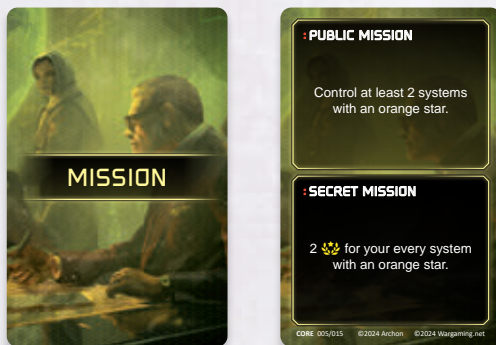 MISSION
: PUBLIC MISSION
Control at least 2 systems
with an orange star.
: SECRET MISSION
2 for your every system
with an orange star.
CORE 005/015 ©2024 Archon ©2024 Wargaming.net